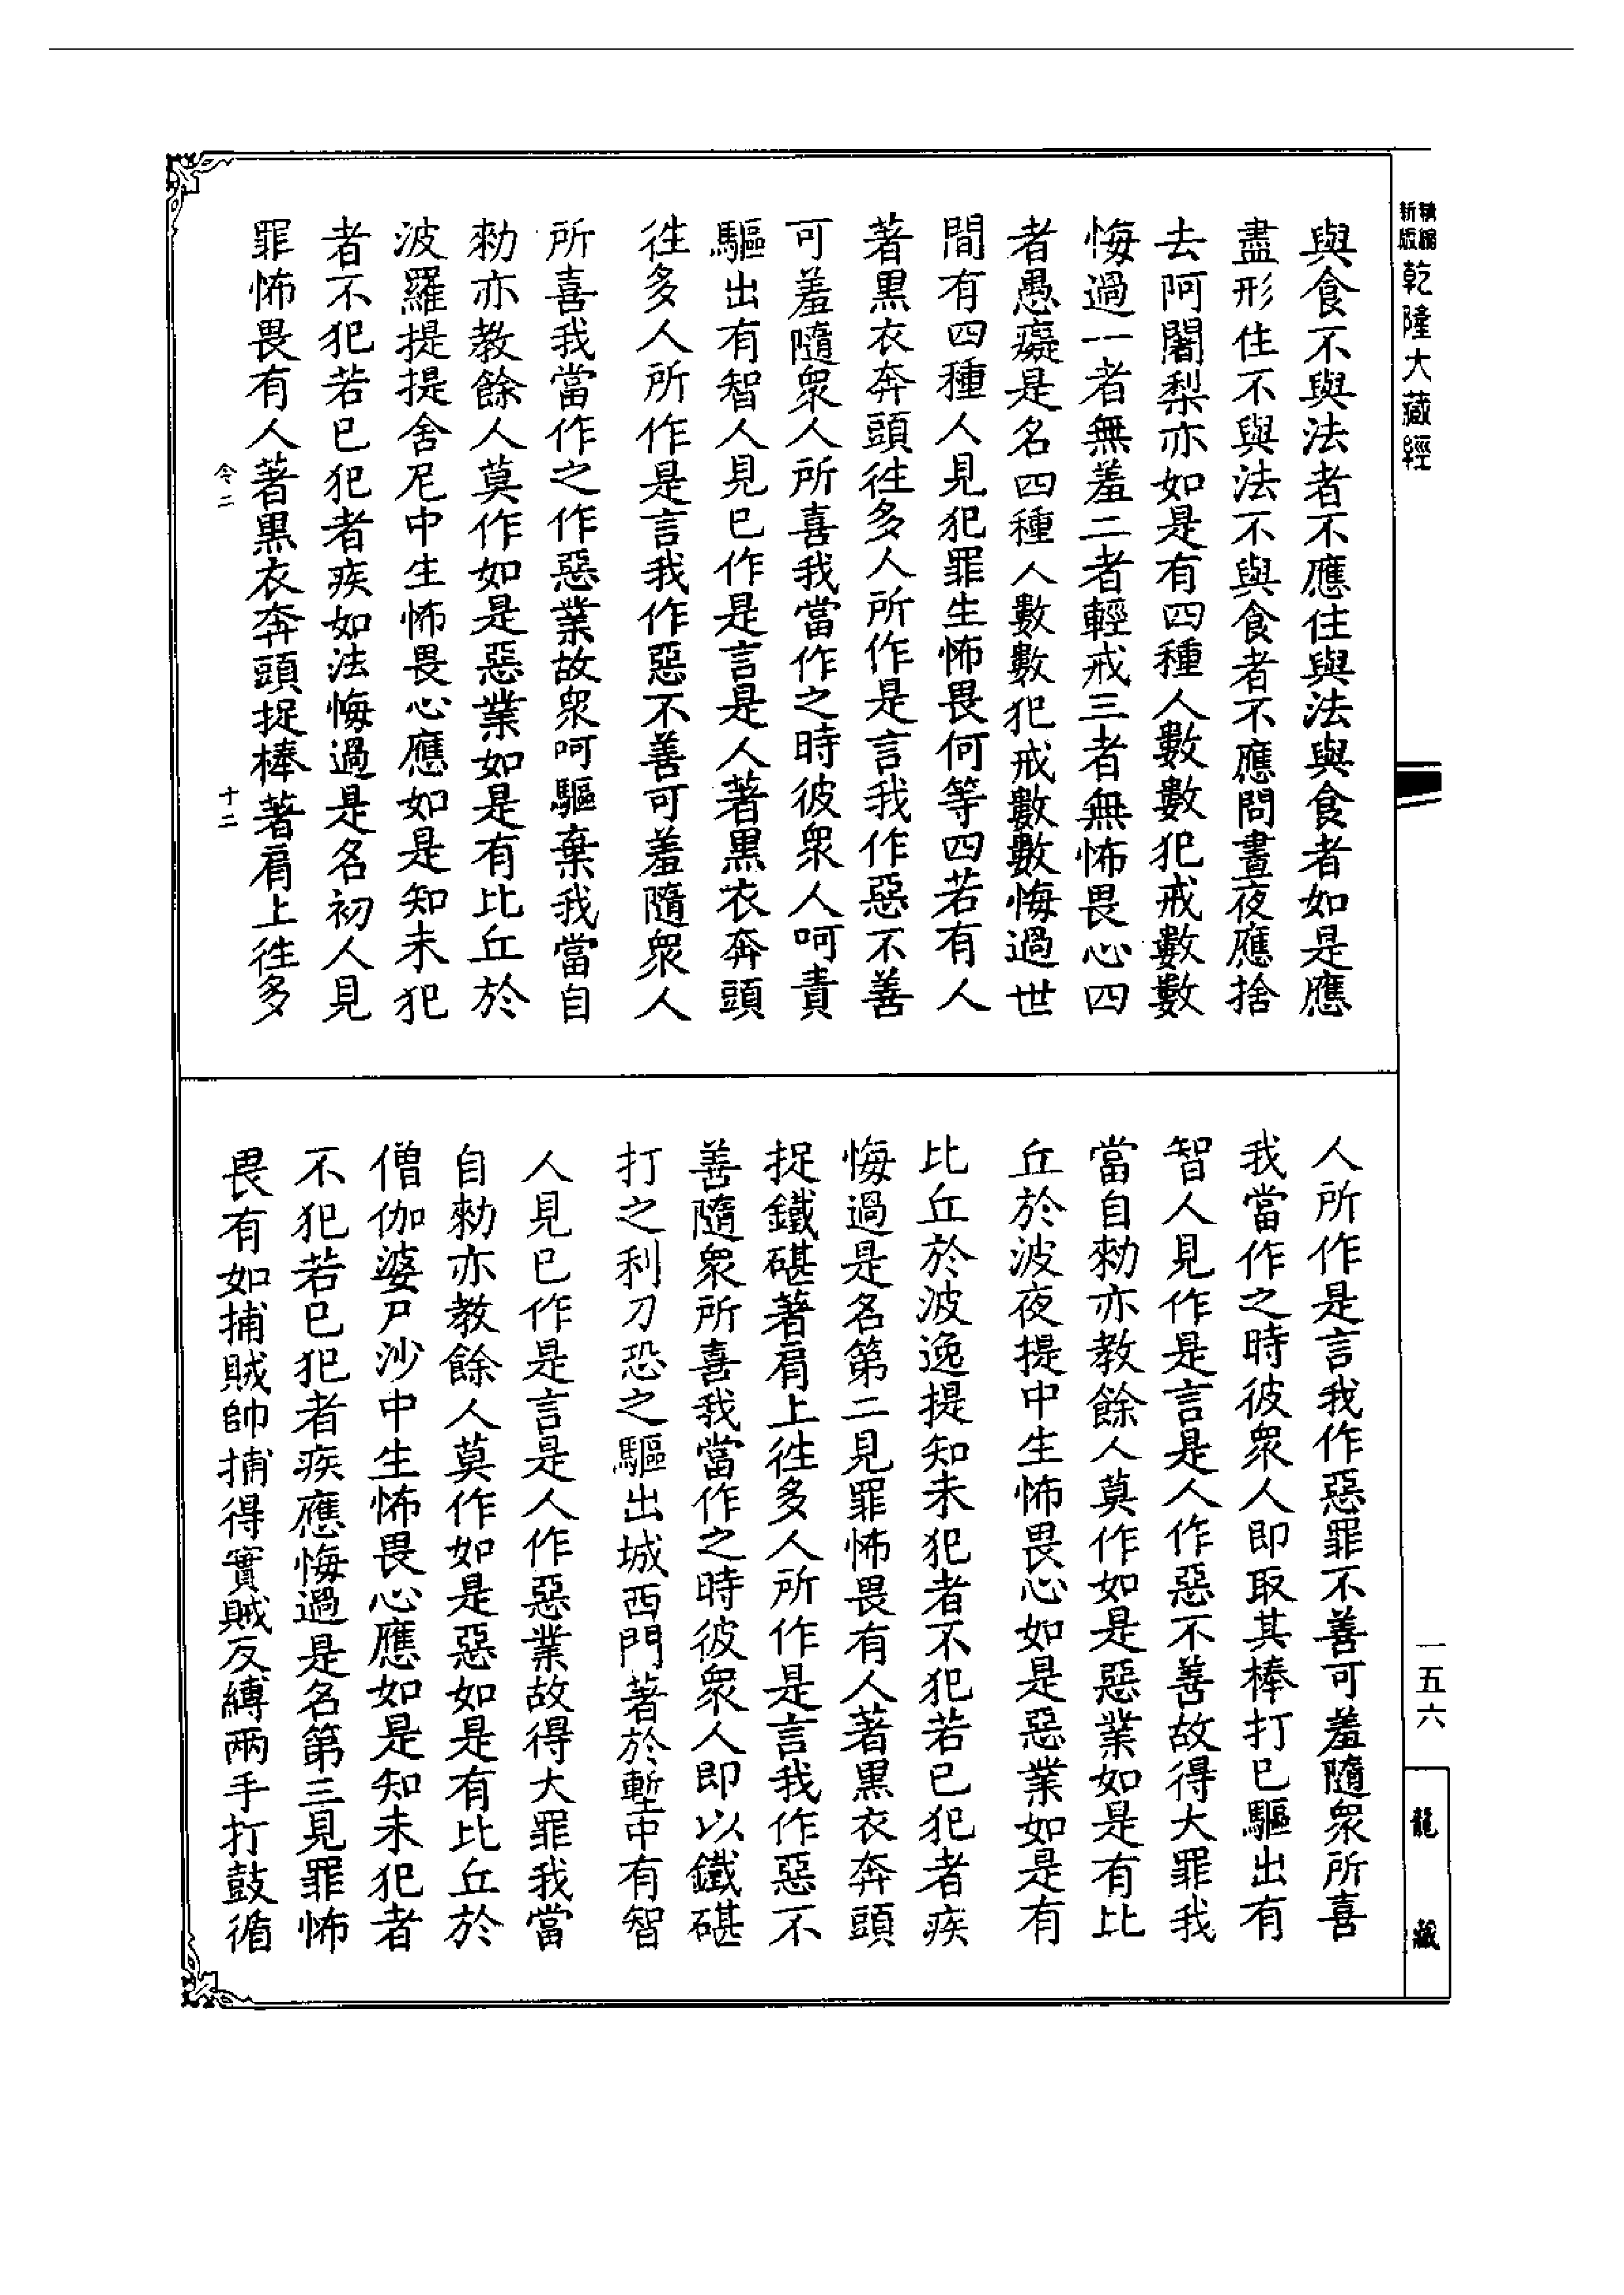 新版精編乾隆大藏經
與食不與法者不應住與法與食者如是應
盡形住不與法不與食者不應問晝夜應捨
去阿闍梨亦如是有四種人數數犯戒數數
悔過一者無羞二者輕戒三者無怖畏心四
者愚癡是名四種人數數犯戒數數悔過世
間有四種人見犯罪生怖畏何等四若有人
著黑衣奔頭往多人所作是言我作惡不善
可羞隨衆人所喜我當作之時彼衆人呵責
驅出有智人見已作是言是人著黑衣奔頭
往多人所作是言我作惡不善可羞隨衆人
所喜我當作之作惡業故衆呵驅棄我當自
勑亦教餘人莫作如是惡業如是有比丘於
波羅提提舍尼中生怖畏心應如是知未犯
者不犯若已犯者疾如法悔過是名初人見
罪怖畏有人著黑衣奔頭捉棒著肩上往多
令二
十二
人所作是言我作惡罪不善可羞隨衆所喜
我當作之時彼衆人即取其棒打已驅出有
智人見作是言是人作惡不善故得大罪我
當自勑亦教餘人莫作如是惡業如是有比
丘於波夜提中生怖畏心如是惡業如是有
比丘於波逸提知未犯者不犯若已犯者疾
悔過是名第二見罪怖畏有人著黑衣奔頭
捉鐵碪著肩上往多人所作是言我作惡不
善隨衆所喜我當作之時彼衆人即以鐵碪
打之利刀恐之驅出城西門著於塹中有智
人見已作是言是人作惡業故得大罪我當
自勑亦教餘人莫作如是惡如是有比丘於
僧伽婆尸沙中生怖畏心應如是知未犯者
不犯若已犯者疾應悔過是名第三見罪怖
畏有如捕賊帥捕得實賊反縛兩手打鼓循
一五六
龍藏